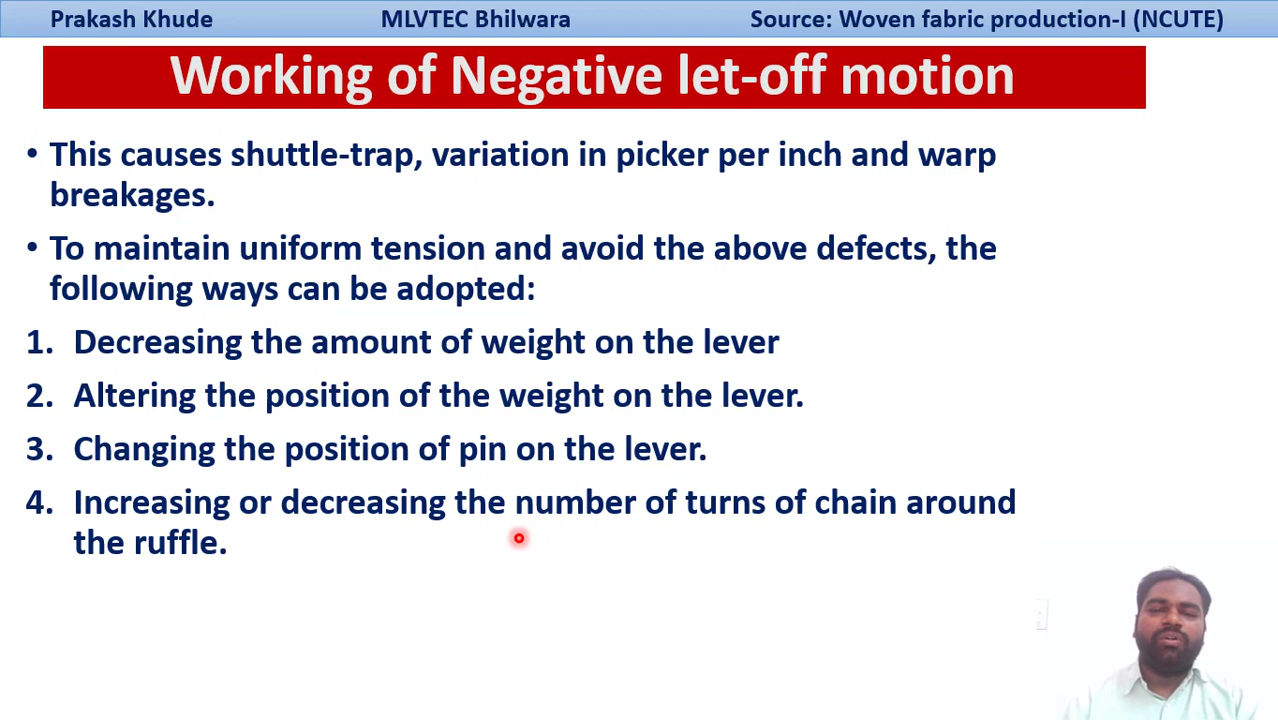 Prakash Khude MLVTEC Bhilwara Source: Woven fabric production-I (NCUTE)
Working of Negative let-off motion
• This causes shuttle-trap, variation in picker per inch and warp
breakages.
• To maintain uniform tension and avoid the above defects, the
following ways can be adopted:
1. Decreasing the amount of weight on the lever
2. Altering the position of the weight on the lever.
3. Changing the position of pin on the lever.
4. Increasing or decreasing the number of turns of chain around
the ruffle.